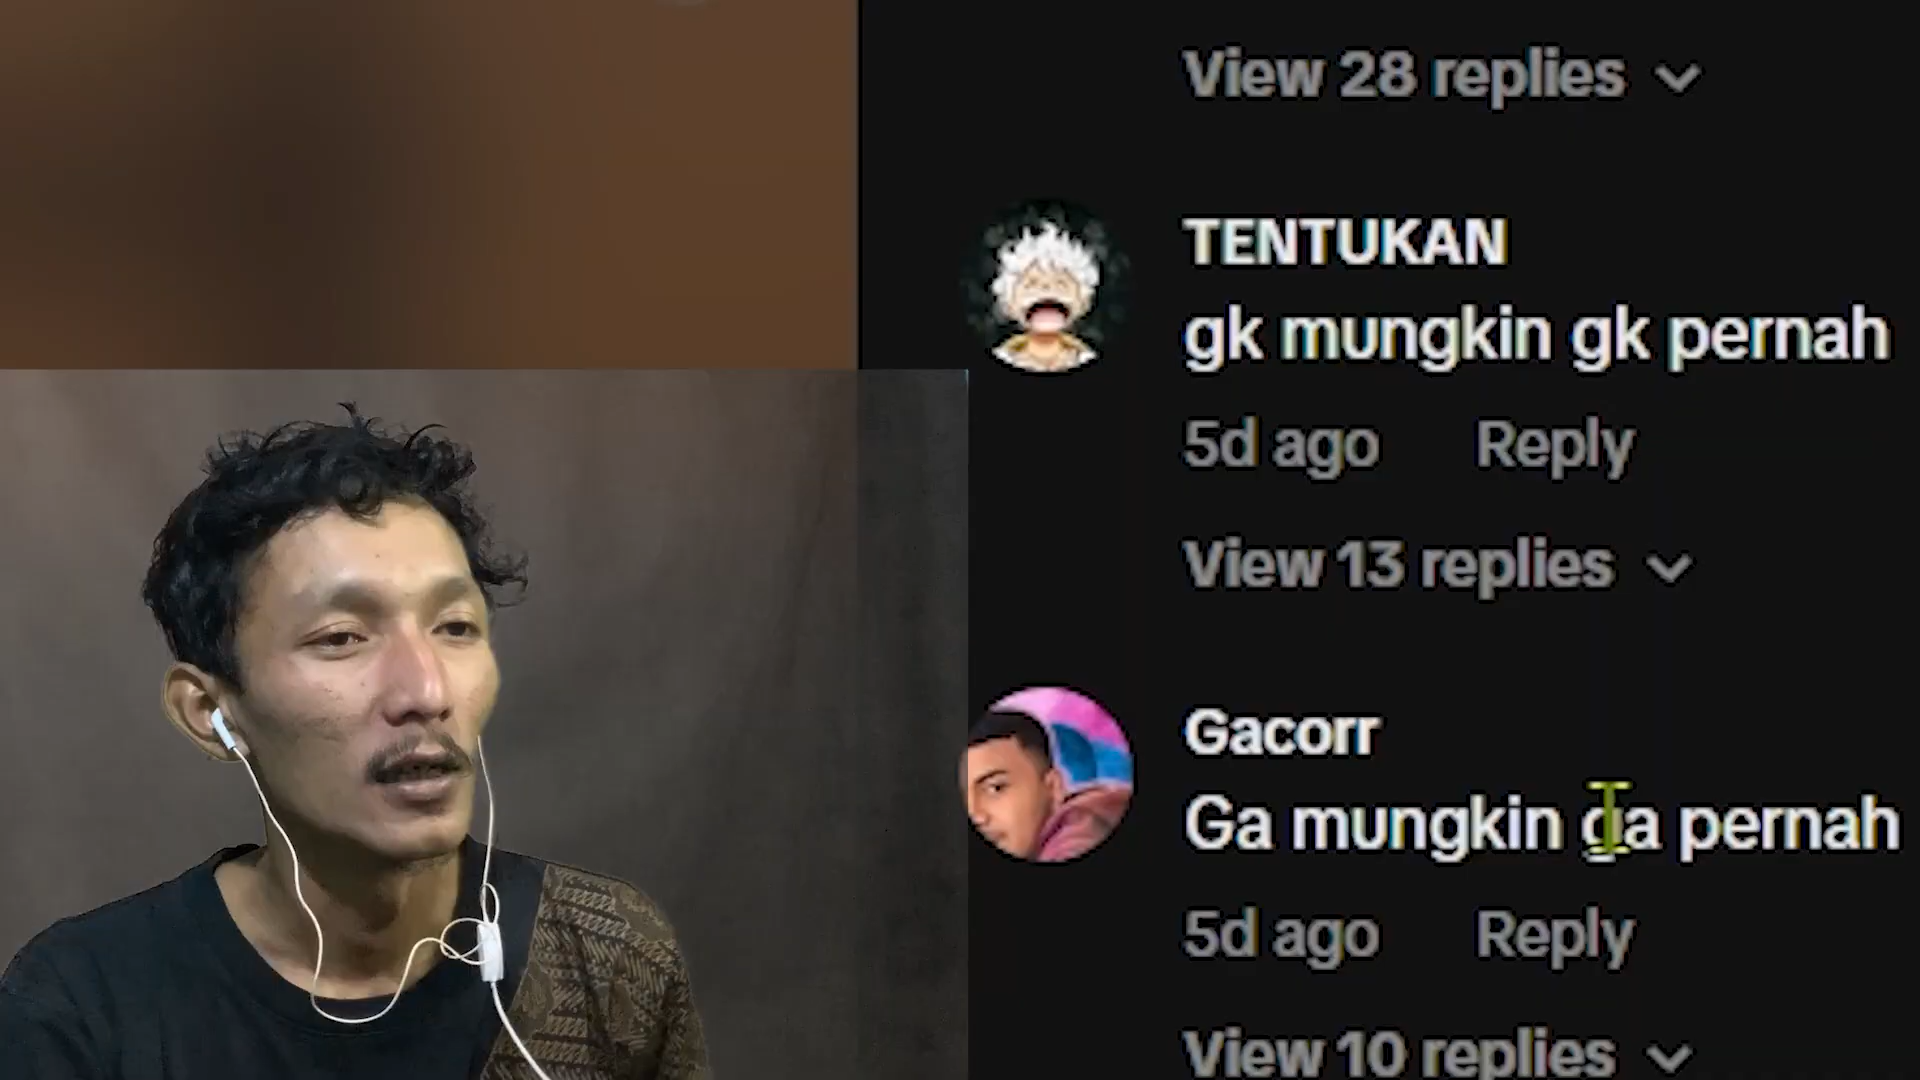 View 28 replies
TENTUKAN
gk mungkin gk pernah
5d ago Reply
View 13 replies
Gacorr
Ga mungkin ga pernah
5d ago Reply
View 10 replies